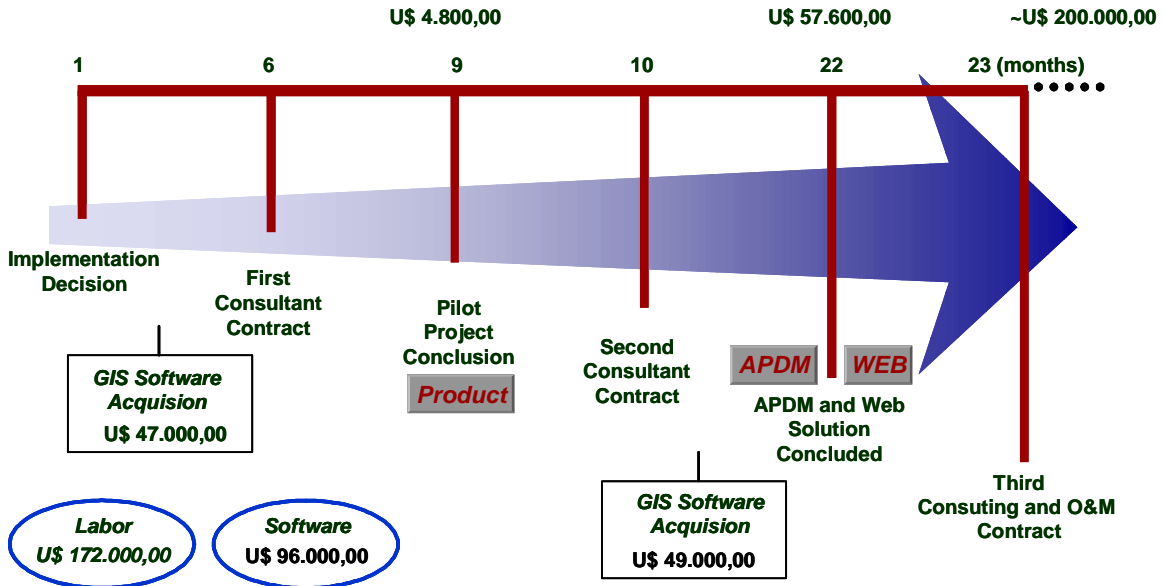 U$ 4.800,00
U$ 57.600,00
~U$ 200.000,00
1
6
9
10
22
23 (months)
Implementation
Decision
First
Consultant
Contract
Pilot
Project
Conclusion
Product
Second
Consultant
Contract
APDM
WEB
APDM and Web
Solution
Concluded
Third
Consuting and O&M
Contract
GIS Software
Acquision
U$ 47.000,00
GIS Software
Acquision
U$ 49.000,00
Labor
U$ 172.000,00
Software
U$ 96.000,00